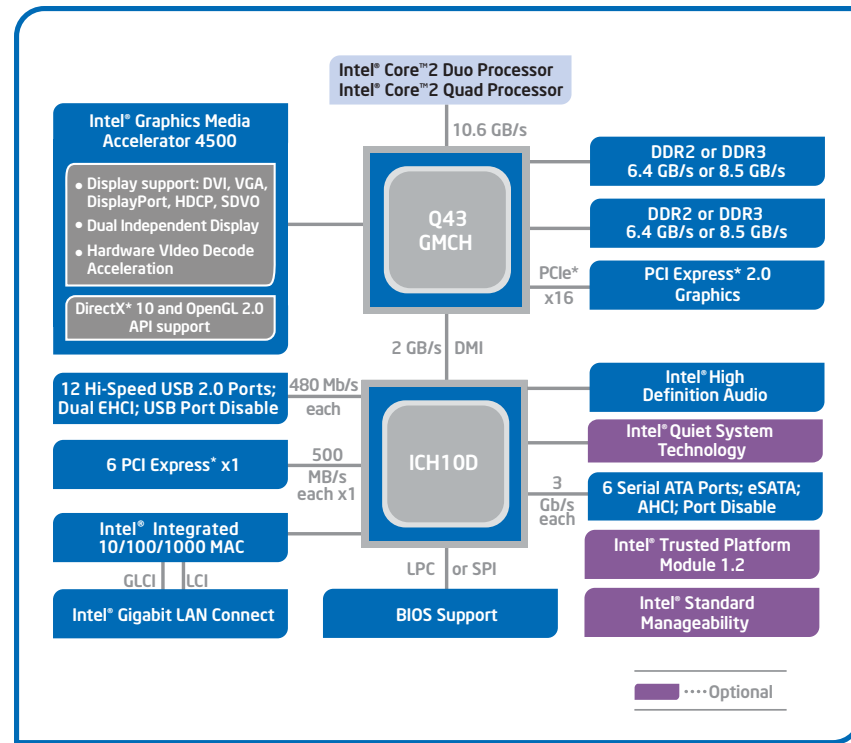 Intel® Core™2 Duo Processor
Intel® Core™2 Quad Processor
10.6 GB/s
Intel® Graphics Media
Accelerator 4500
• Display support: DVI, VGA,
DisplayPort, HDCP, SDVO
• Dual Independent Display
• Hardware VIdeo Decode
Acceleration
DirectX* 10 and OpenGL 2.0
API support
Q43
GMCH
DDR2 or DDR3
6.4 GB/s or 8.5 GB/s
DDR2 or DDR3
6.4 GB/s or 8.5 GB/s
PCIe*
x16
PCI Express* 2.0
Graphics
2 GB/s DMI
12 Hi-Speed USB 2.0 Ports;
Dual EHCI; USB Port Disable
480 Mb/s
each
6 PCI Express* x1
500
MB/s
each x1
Intel® Integrated
10/100/1000 MAC
GLCI LCI
Intel® Gigabit LAN Connect
ICH10D
LPC or SPI
BIOS Support
Intel® High
Definition Audio
Intel® Quiet System
Technology
3
Gb/s
each
6 Serial ATA Ports; eSATA;
AHCI; Port Disable
Intel® Trusted Platform
Module 1.2
Intel® Standard
Manageability
····Optional